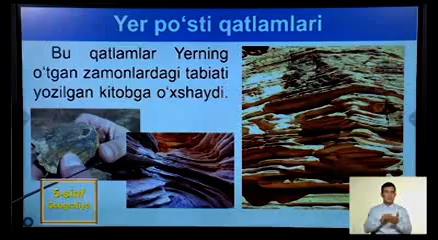 Yer po‘sti qatlamlari
Bu qatlamlar Yerning
o‘tgan zamonlardagi tabiati
yozilgan kitobga o‘xshaydi.
5-sinf
Geografiya